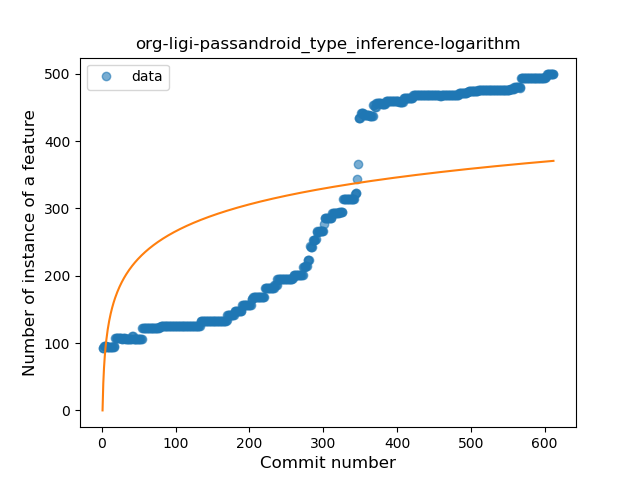 org-ligi-passandroid_type_inference-logarithm
data
Number of instance of a feature
500
400
300
200
100
0
0 100 200 300 400 500 600
Commit number